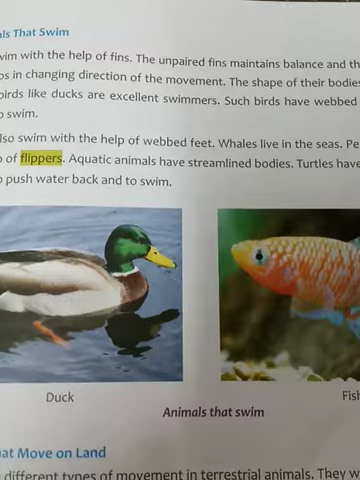 als That Swim
wim with the help of fins. The unpaired fins maintains balance and th
ps in changing direction of the movement. The shape of their bodies
birds like ducks are excellent swimmers. Such birds have webbed
o swim.
lso swim with the help of webbed feet. Whales live in the seas. Pe
p of flippers. Aquatic animals have streamlined bodies. Turtles have
o push water back and to swim.
Duck
Fish
Animals that swim
at Move on Land
different types of movement in terrestrial animals. They w